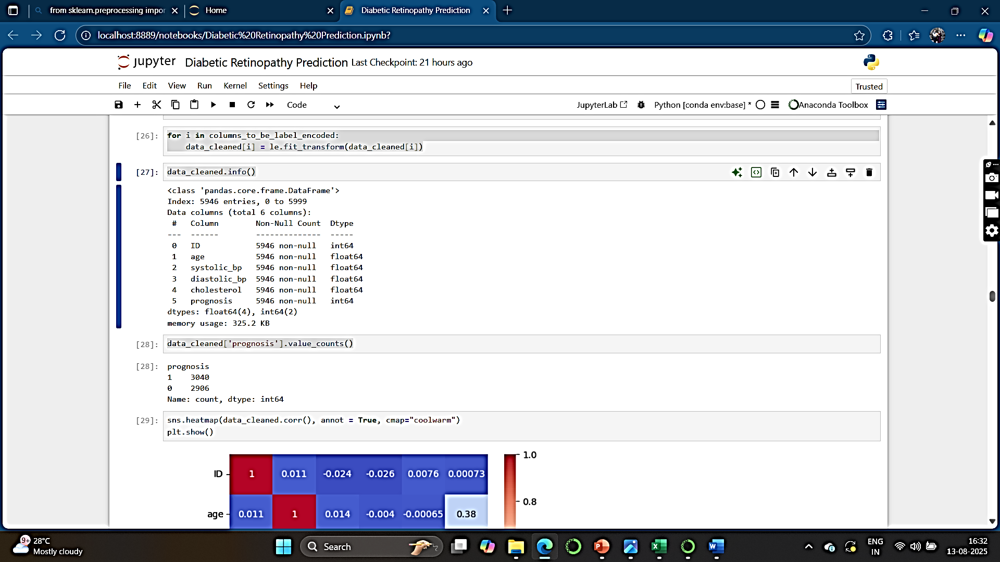 from sklearn.preprocessing impor
Home
Diabetic Retinopathy Prediction
localhost:8889/notebooks/Diabetic%20Retinopathy%20Prediction.ipynb?
jupyter Diabetic Retinopathy Prediction Last Checkpoint: 21 hours ago
File Edit View Run Kernel Settings Help
Trusted
Code
JupyterLab
Python [conda env:base] *
Anaconda Toolbox
[26]: for i in columns_to_be_label_encoded:
data_cleaned[i] = le.fit_transform(data_cleaned[i])
[27]: data_cleaned.info()
<class 'pandas.core.frame.DataFrame'>
Index: 5946 entries, 0 to 5999
Data columns (total 6 columns):
# Column Non-Null Count Dtype
--- ------ -------------- -----
0 ID 5946 non-null int64
1 age 5946 non-null float64
2 systolic_bp 5946 non-null float64
3 diastolic_bp 5946 non-null float64
4 cholesterol 5946 non-null float64
5 prognosis 5946 non-null int64
dtypes: float64(4), int64(2)
memory usage: 325.2 KB
[28]: data_cleaned['prognosis'].value_counts()
[28]: prognosis
1 3040
0 2906
Name: count, dtype: int64
[29]: sns.heatmap(data_cleaned.corr(), annot = True, cmap="coolwarm")
plt.show()
1.0
ID 1 0.011 -0.024 -0.026 0.0076 0.00073
0.8
age 0.011 1 0.014 -0.004 -0.00065 0.38
9+ 28°C
Mostly cloudy
Search
ENG
IN
16:32
13-08-2025